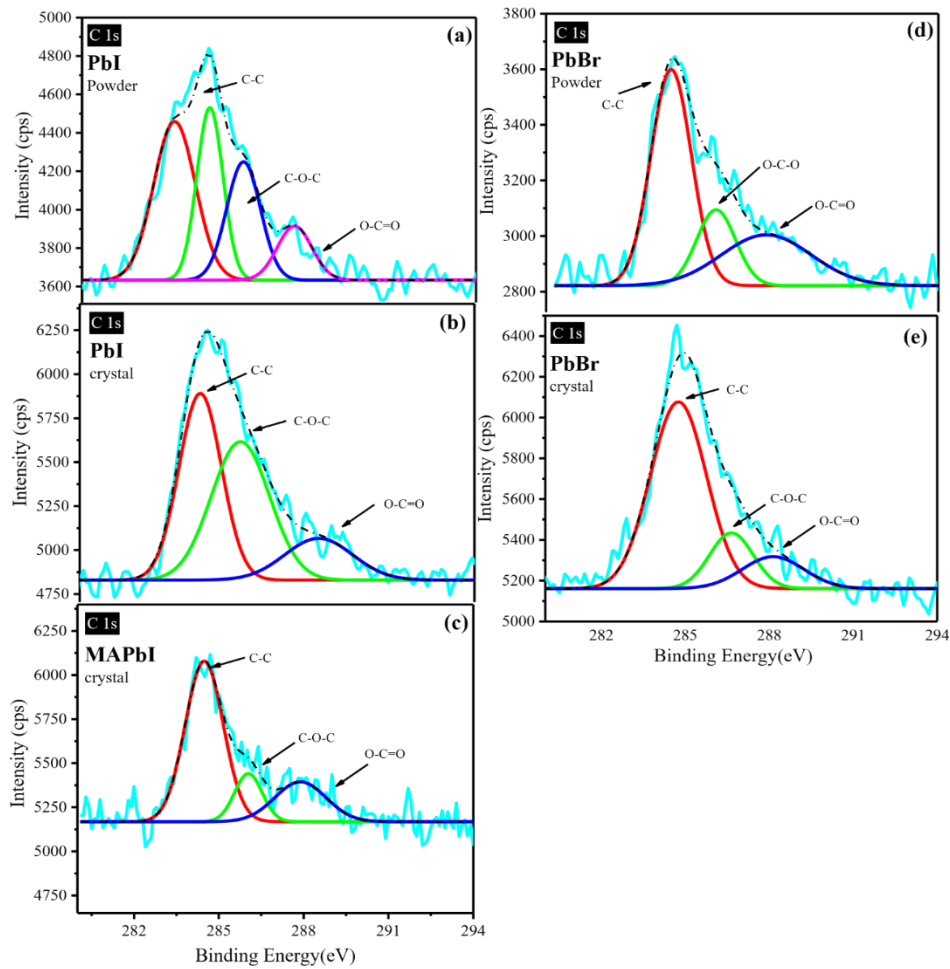 C 1s
PbI
Powder
(a)
C-C
C-O-C
O-C=O
Intensity (cps)
5000
4800
4600
4400
4200
4000
3800
3600
C 1s
PbI
crystal
(b)
C-C
C-O-C
O-C=O
Intensity (cps)
6250
6000
5750
5500
5250
5000
4750
C 1s
MAPbI
crystal
(c)
C-C
C-O-C
O-C=O
Intensity (cps)
6250
6000
5750
5500
5250
5000
4750
282 285 288 291 294
Binding Energy(eV)
C 1s
PbBr
Powder
(d)
C-C
O-C-O
O-C=O
Intensity (cps)
3800
3600
3400
3200
3000
2800
C 1s
PbBr
crystal
(e)
C-C
C-O-C
O-C=O
Intensity (cps)
6400
6200
6000
5800
5600
5400
5200
5000
282 285 288 291 294
Binding Energy(eV)